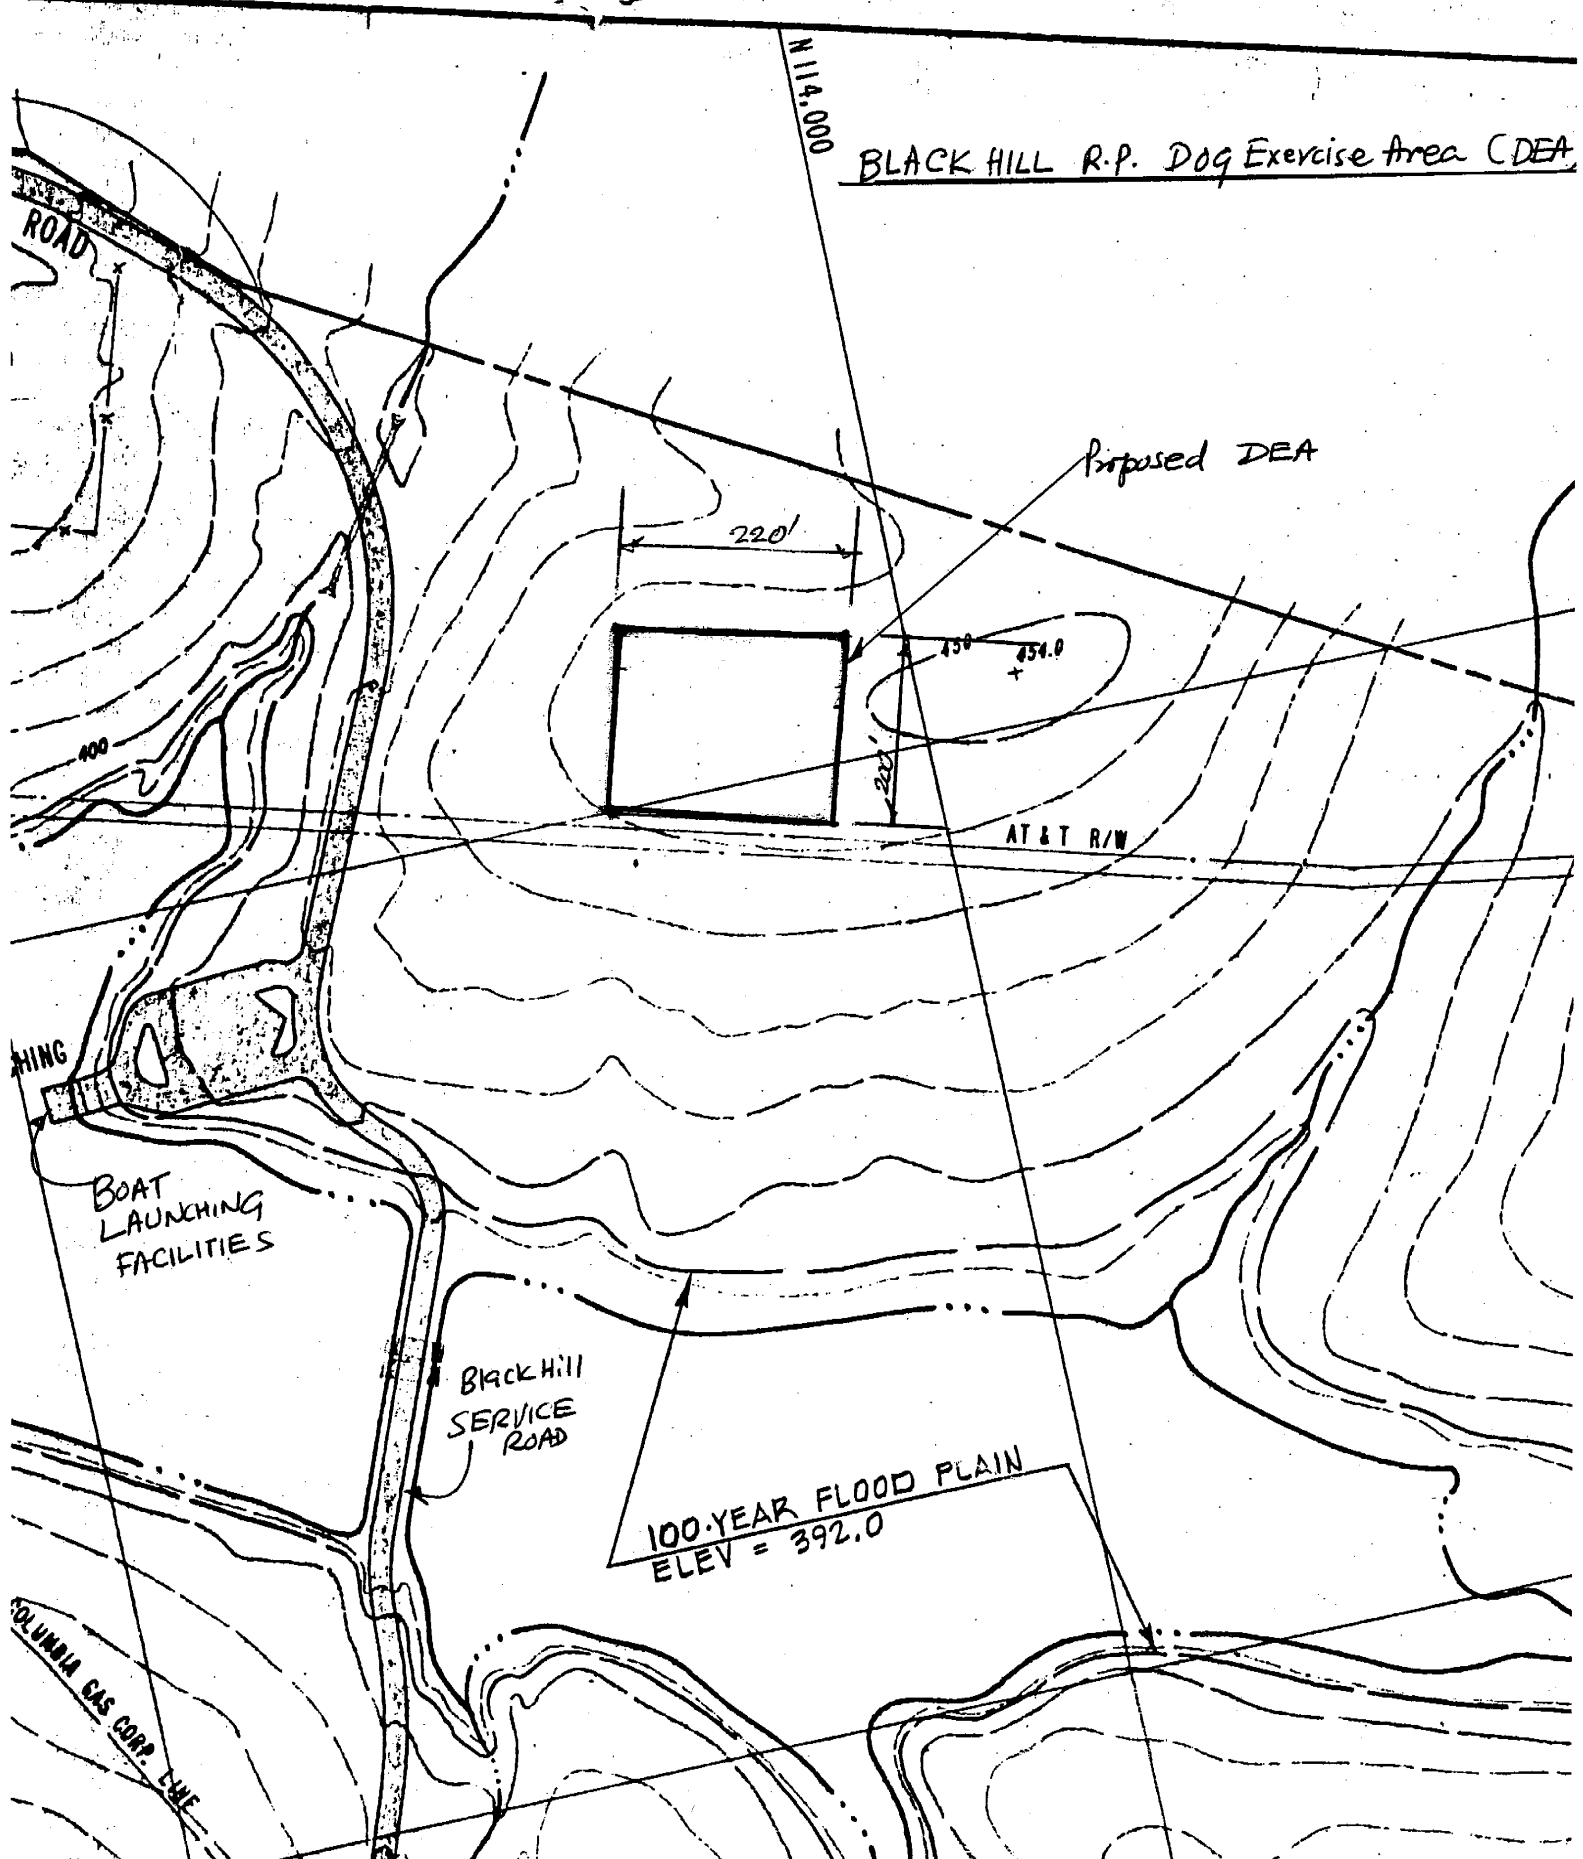 N 114,000
BLACK HILL R.P. Dog Exercise Area (DEA
ROAD
Proposed DEA
220'
450
454.0
200'
400
AT & T R/W
HING
BOAT
LAUNCHING
FACILITIES
Black Hill
SERVICE
ROAD
100-YEAR FLOOD PLAIN
ELEV = 392.0
OLUMBIA GAS CORP. LINE